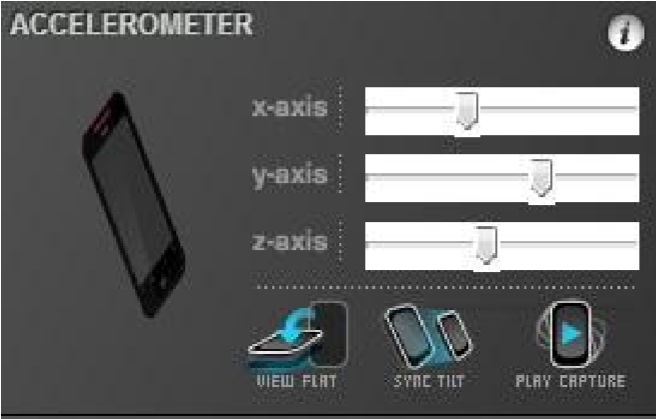 ACCELEROMETER
i
x-axis
y-axis
z-axis
VIEW FLAT
SYNC TILT
PLAY CAPTURE